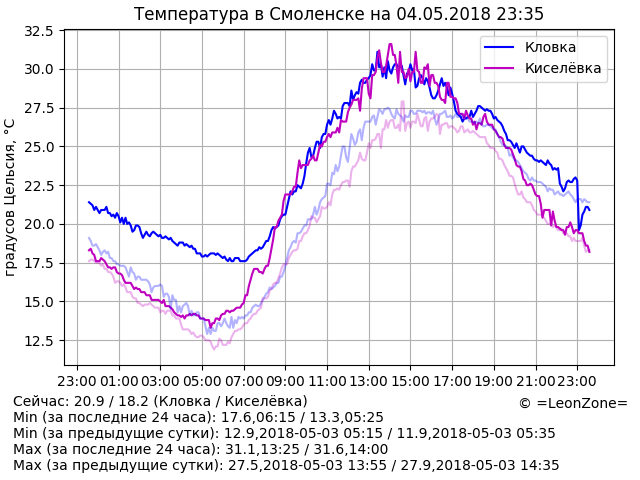 Температура в Смоленске на 04.05.2018 23:35
градусов Цельсия, °C
32.5
30.0
27.5
25.0
22.5
20.0
17.5
15.0
12.5
Кловка
Киселёвка
23:00 01:00 03:00 05:00 07:00 09:00 11:00 13:00 15:00 17:00 19:00 21:00 23:00
Сейчас: 20.9 / 18.2 (Кловка / Киселёвка)
© =LeonZone=
Min (за последние 24 часа): 17.6,06:15 / 13.3,05:25
Min (за предыдущие сутки): 12.9,2018-05-03 05:15 / 11.9,2018-05-03 05:35
Max (за последние 24 часа): 31.1,13:25 / 31.6,14:00
Max (за предыдущие сутки): 27.5,2018-05-03 13:55 / 27.9,2018-05-03 14:35